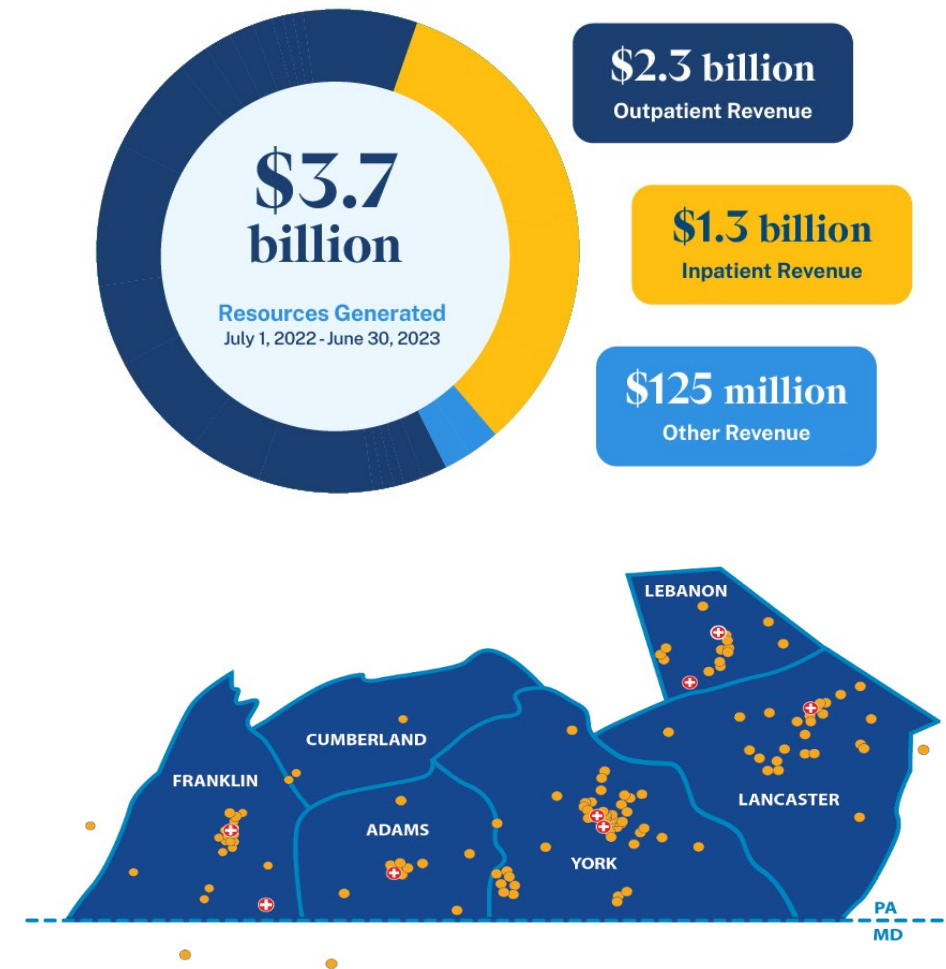 $3.7
billion
Resources Generated
July 1, 2022 - June 30, 2023
$2.3 billion
Outpatient Revenue
$1.3 billion
Inpatient Revenue
$125 million
Other Revenue
LEBANON
CUMBERLAND
FRANKLIN
LANCASTER
ADAMS
YORK
PA
MD